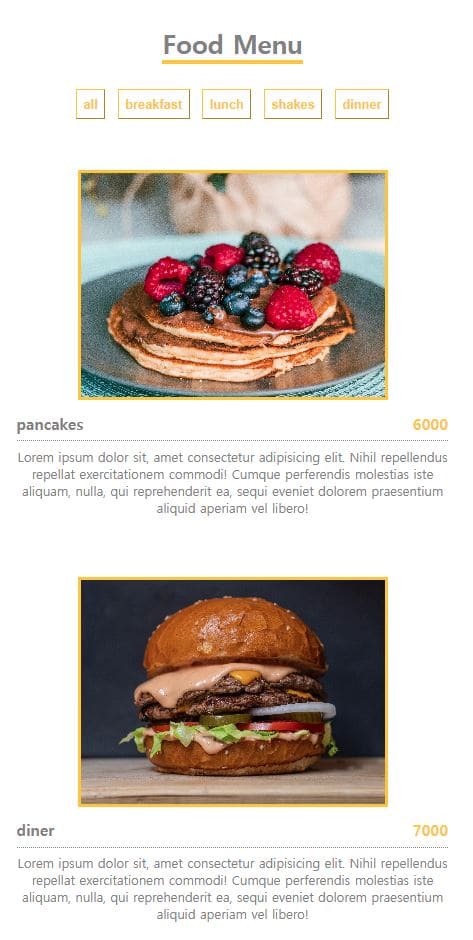 Food Menu
all breakfast lunch shakes dinner
pancakes 6000
Lorem ipsum dolor sit, amet consectetur adipisicing elit. Nihil repellendus
repellat exercitationem commodi! Cumque perferendis molestias iste
aliquam, nulla, qui reprehenderit ea, sequi eveniet dolorem praesentium
aliquid aperiam vel libero!
diner 7000
Lorem ipsum dolor sit, amet consectetur adipisicing elit. Nihil repellendus
repellat exercitationem commodi! Cumque perferendis molestias iste
aliquam, nulla, qui reprehenderit ea, sequi eveniet dolorem praesentium
aliquid aperiam vel libero!